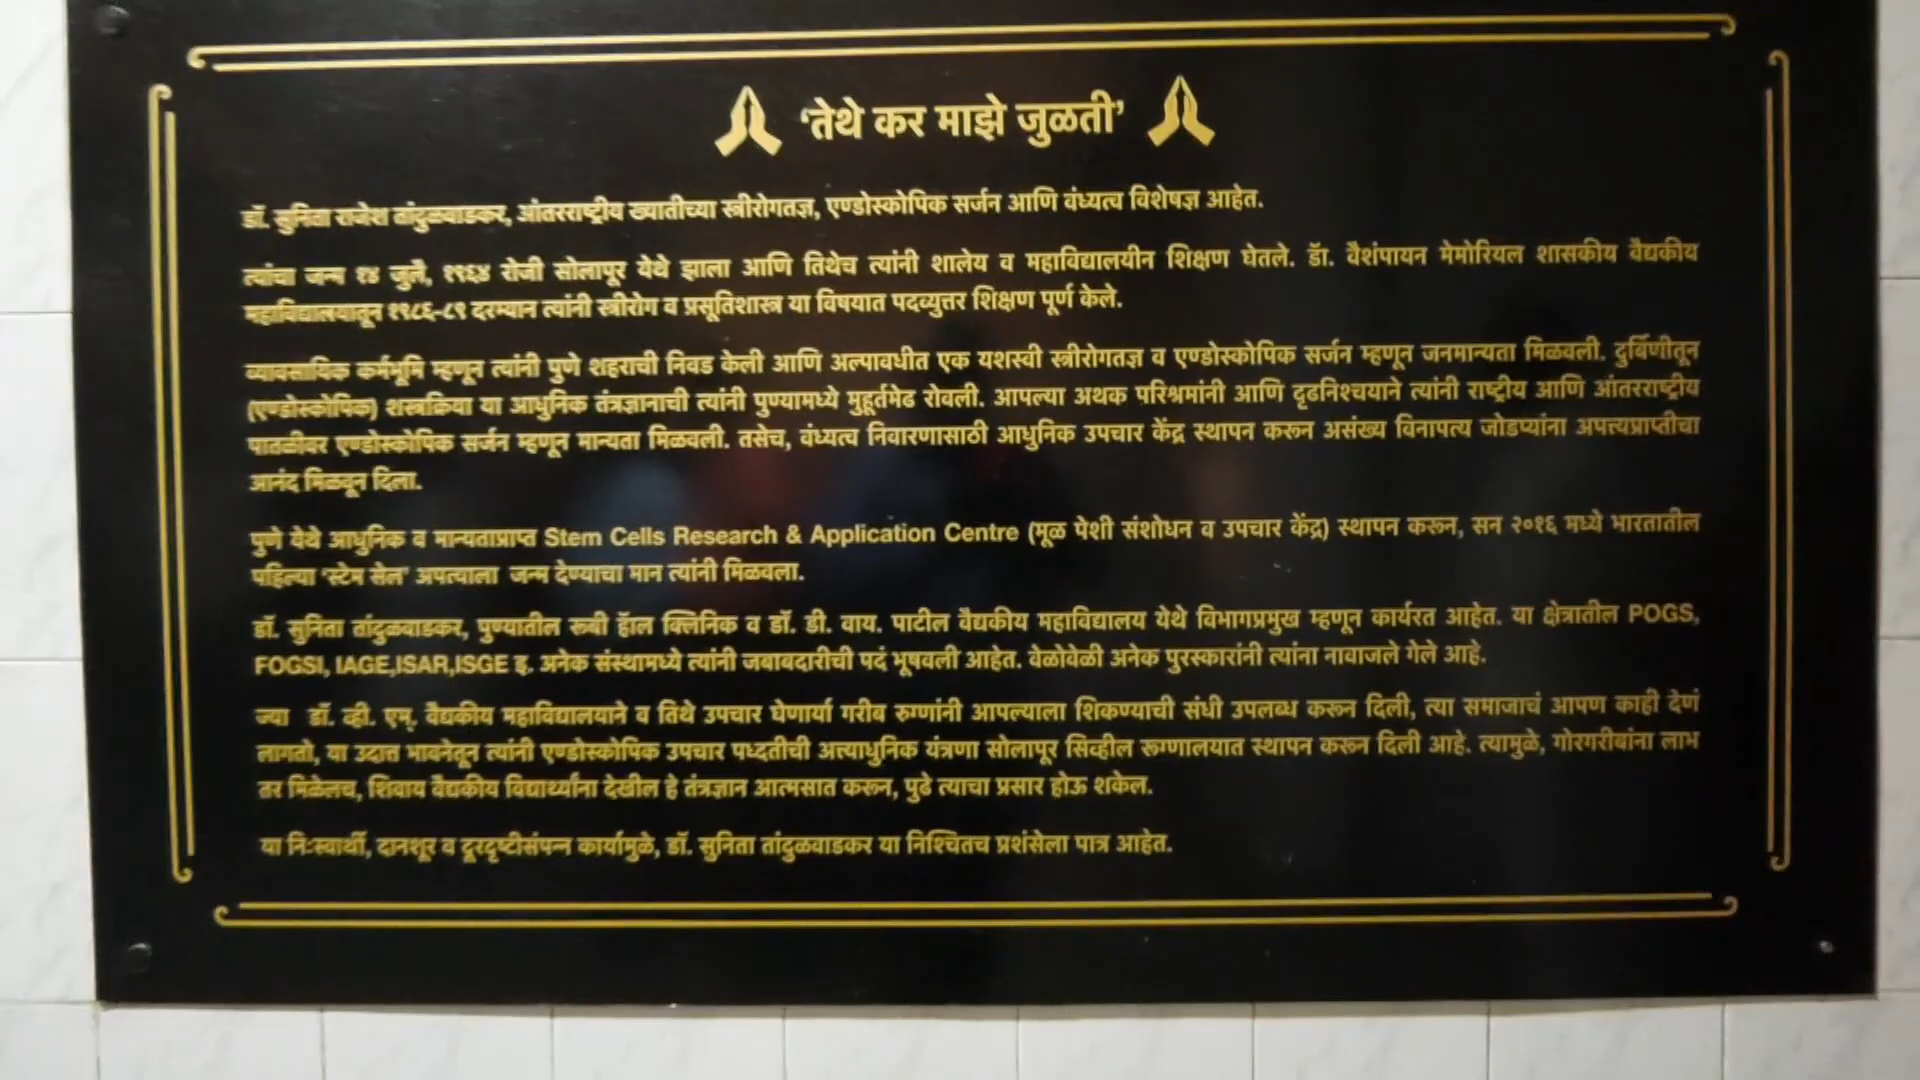 ‘तेथे कर माझे जुळती’
डॉ. सुनिता राजेश तांदुळवाडकर, आंतरराष्ट्रीय ख्यातीच्या स्त्रीरोगतज्ञ, एण्डोस्कोपिक सर्जन आणि वंध्यत्व विशेषज्ञ आहेत.
त्यांचा जन्म १४ जुलै, १९६४ रोजी सोलापूर येथे झाला आणि तिथेच त्यांनी शालेय व महाविद्यालयीन शिक्षण घेतले. डॉ. वैशंपायन मेमोरियल शासकीय वैद्यकीय
महाविद्यालयातून १९८६-८९ दरम्यान त्यांनी स्त्रीरोग व प्रसूतिशास्त्र या विषयात पदव्युत्तर शिक्षण पूर्ण केले.
व्यावसायिक कर्मभूमि म्हणून त्यांनी पुणे शहराची निवड केली आणि अल्पावधीत एक यशस्वी स्त्रीरोगतज्ञ व एण्डोस्कोपिक सर्जन म्हणून जनमान्यता मिळवली. दुर्बिणीतून
(एण्डोस्कोपिक) शस्त्रक्रिया या आधुनिक तंत्रज्ञानाची त्यांनी पुण्यामध्ये मुहूर्तमेढ रोवली. आपल्या अथक परिश्रमांनी आणि दृढनिश्चयाने त्यांनी राष्ट्रीय आणि आंतरराष्ट्रीय
पातळीवर एण्डोस्कोपिक सर्जन म्हणून मान्यता मिळवली. तसेच, वंध्यत्व निवारणासाठी आधुनिक उपचार केंद्र स्थापन करून असंख्य विनापत्य जोडप्यांना अपत्त्यप्राप्तीचा
आनंद मिळवून दिला.
पुणे येथे आधुनिक व मान्यताप्राप्त Stem Cells Research & Application Centre (मूळ पेशी संशोधन व उपचार केंद्र) स्थापन करून, सन २०१६ मध्ये भारतातील
पहिल्या ‘स्टेम सेल’ अपत्याला जन्म देण्याचा मान त्यांनी मिळवला.
डॉ. सुनिता तांदुळवाडकर, पुण्यातील रूबी हॅाल क्लिनिक व डॉ. डी. वाय. पाटील वैद्यकीय महाविद्यालय येथे विभागप्रमुख म्हणून कार्यरत आहेत. या क्षेत्रातील POGS,
FOGSI, IAGE,ISAR,ISGE इ. अनेक संस्थामध्ये त्यांनी जबाबदारीची पदं भूषवली आहेत. वेळोवेळी अनेक पुरस्कारांनी त्यांना नावाजले गेले आहे.
ज्या डॉ. व्ही. एम्. वैद्यकीय महाविद्यालयाने व तिथे उपचार घेणार्या गरीब रुग्णांनी आपल्याला शिकण्याची संधी उपलब्ध करून दिली, त्या समाजाचं आपण काही देणं
लागतो, या उदात्त भावनेतून त्यांनी एण्डोस्कोपिक उपचार पध्दतीची अत्त्याधुनिक यंत्रणा सोलापूर सिव्हील रूग्णालयात स्थापन करून दिली आहे. त्यामुळे, गोरगरीबांना लाभ
तर मिळेलच, शिवाय वैद्यकीय विद्यार्थ्यांना देखील हे तंत्रज्ञान आत्मसात करून, पुढे त्याचा प्रसार होऊ शकेल.
या निःस्वार्थी, दानशूर व दूरदृष्टीसंपन्न कार्यामुळे, डॉ. सुनिता तांदुळवाडकर या निश्चितच प्रशंसेला पात्र आहेत.